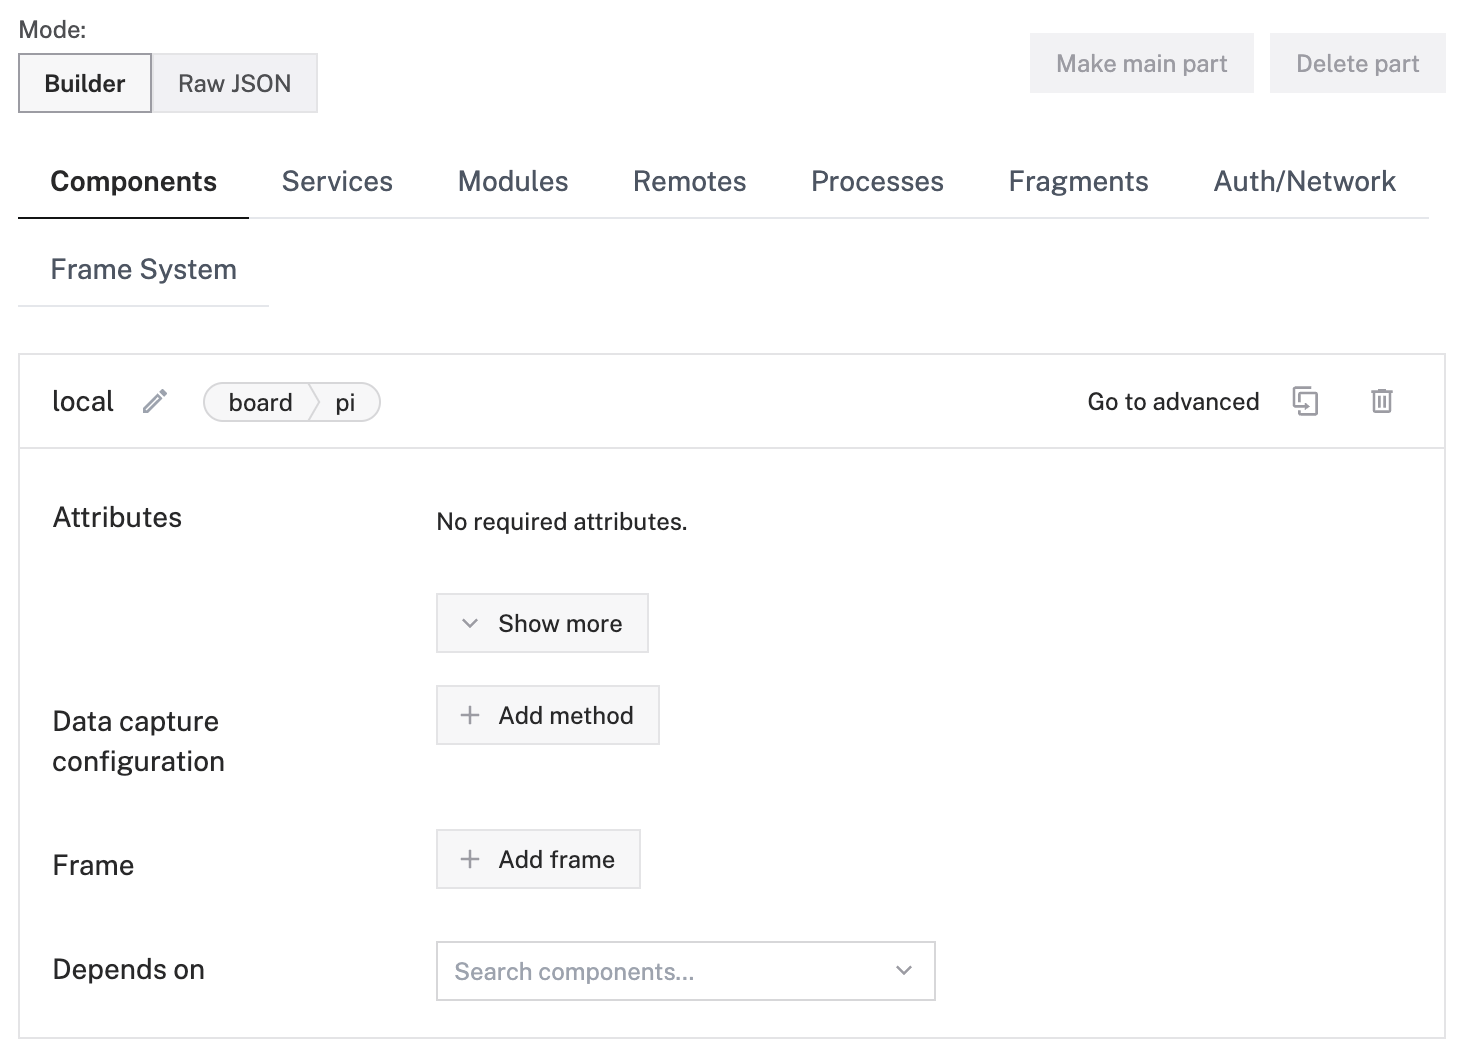 Mode:
Builder Raw JSON Make main part Delete part
Components Services Modules Remotes Processes Fragments Auth/Network
Frame System
local board pi Go to advanced
Attributes No required attributes.
Show more
Data capture
configuration
Add method
Frame Add frame
Depends on Search components...